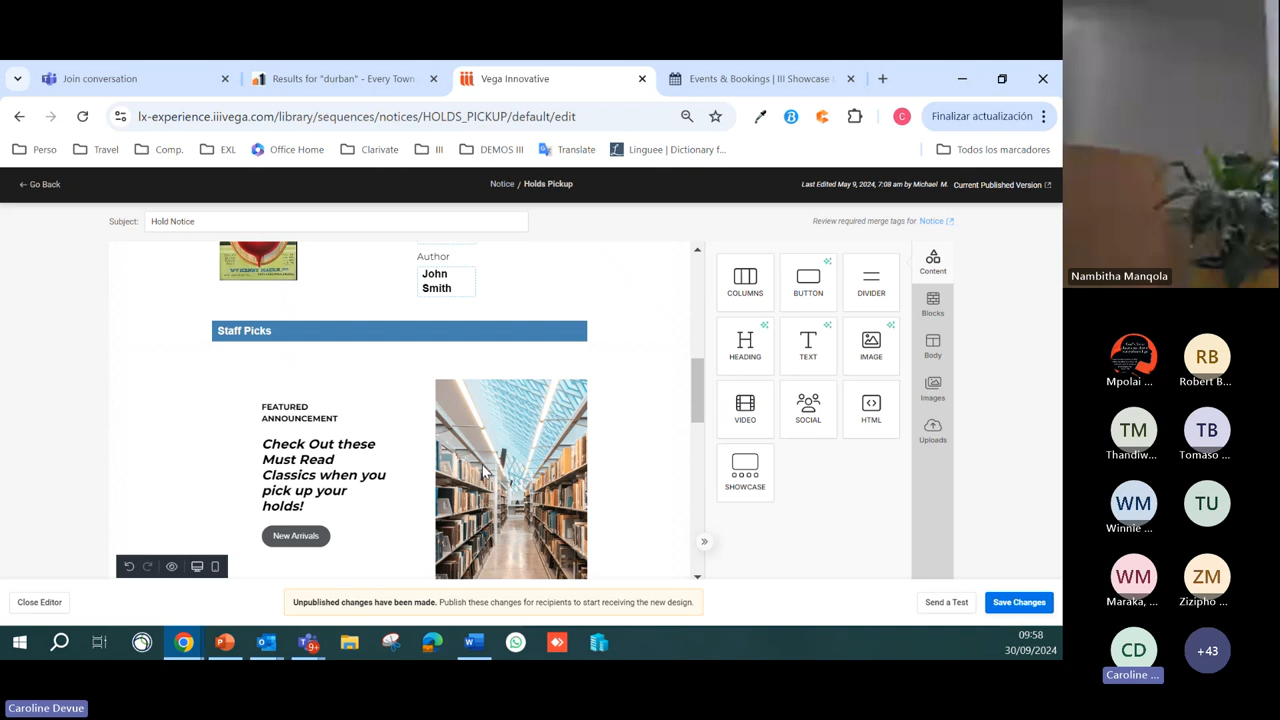 Join conversation
Results for "durban" - Every Town
Vega Innovative
Events & Bookings | III Showcase
lx-experience.iiivega.com/library/sequences/notices/HOLDS_PICKUP/default/edit
Finalizar actualización
Perso
Travel
Comp.
EXL
Office Home
Clarivate
III
DEMOS III
Translate
Linguee | Dictionary f...
Todos los marcadores
← Go Back
Notice / Holds Pickup
Last Edited May 9, 2024, 7:08 am by Michael M.
Current Published Version
Subject:
Hold Notice
Review required merge tags for Notice
Author
John
Smith
Staff Picks
FEATURED
ANNOUNCEMENT
Check Out these
Must Read
Classics when you
pick up your
holds!
New Arrivals
COLUMNS
BUTTON
DIVIDER
HEADING
TEXT
IMAGE
VIDEO
SOCIAL
HTML
SHOWCASE
Content
Blocks
Body
Images
Uploads
Close Editor
Unpublished changes have been made. Publish these changes for recipients to start receiving the new design.
Send a Test
Save Changes
9+
09:58
30/09/2024
C
Nambitha Manqola
Mpolai ...
RB
Robert B...
TM
Thandiw...
TB
Tomaso ...
WM
Winnie ...
TU
WM
Maraka, ...
ZM
Zizipho ...
CD
Caroline ...
+43
Caroline Devue